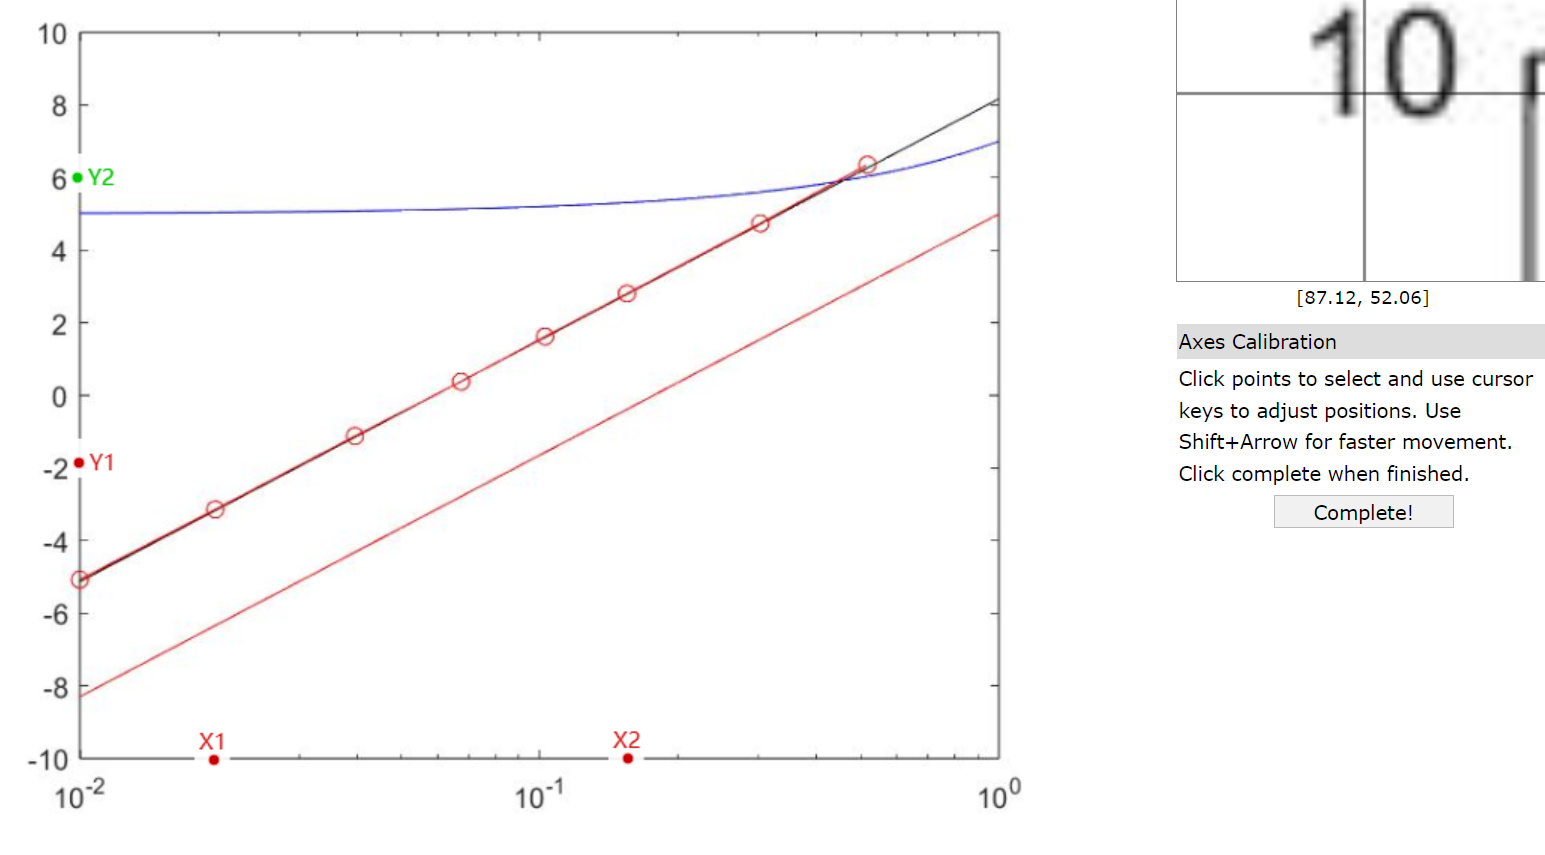 10
8
6
Y2
4
2
0
-2
Y1
-4
-6
-8
-10
X1
X2
10-2
10-1
100
10
[87.12, 52.06]
Axes Calibration
Click points to select and use cursor
keys to adjust positions. Use
Shift+Arrow for faster movement.
Click complete when finished.
Complete!